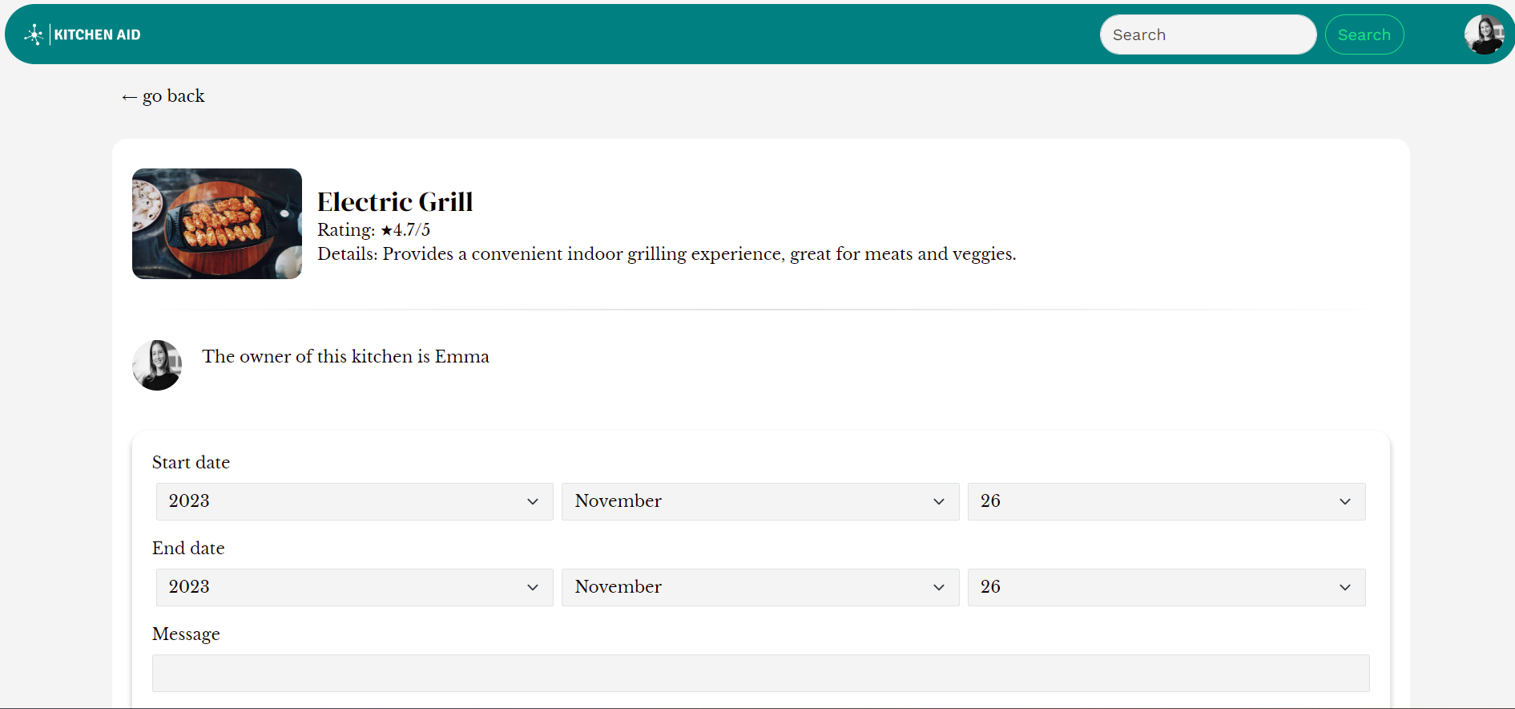 KITCHEN AID
Search
Search
← go back
Electric Grill
Rating: ★4.7/5
Details: Provides a convenient indoor grilling experience, great for meats and veggies.
The owner of this kitchen is Emma
Start date
2023 November 26
End date
2023 November 26
Message